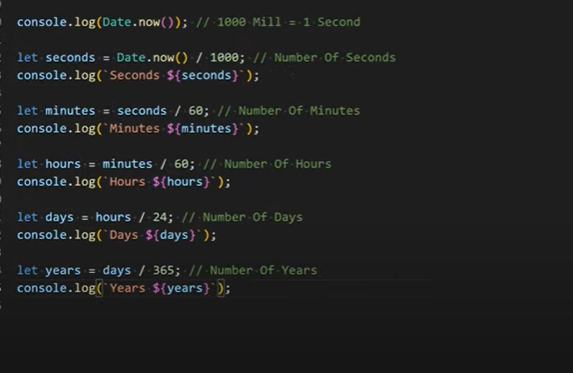 console.log(Date.now()); // 1000 Mill = 1 Second
let seconds = Date.now() / 1000; // Number Of Seconds
console.log(`Seconds ${seconds}`);
let minutes = seconds / 60; // Number Of Minutes
console.log(`Minutes ${minutes}`);
let hours = minutes / 60; // Number Of Hours
console.log(`Hours ${hours}`);
let days = hours / 24; // Number Of Days
console.log(`Days ${days}`);
let years = days / 365; // Number Of Years
console.log(`Years ${years}`);